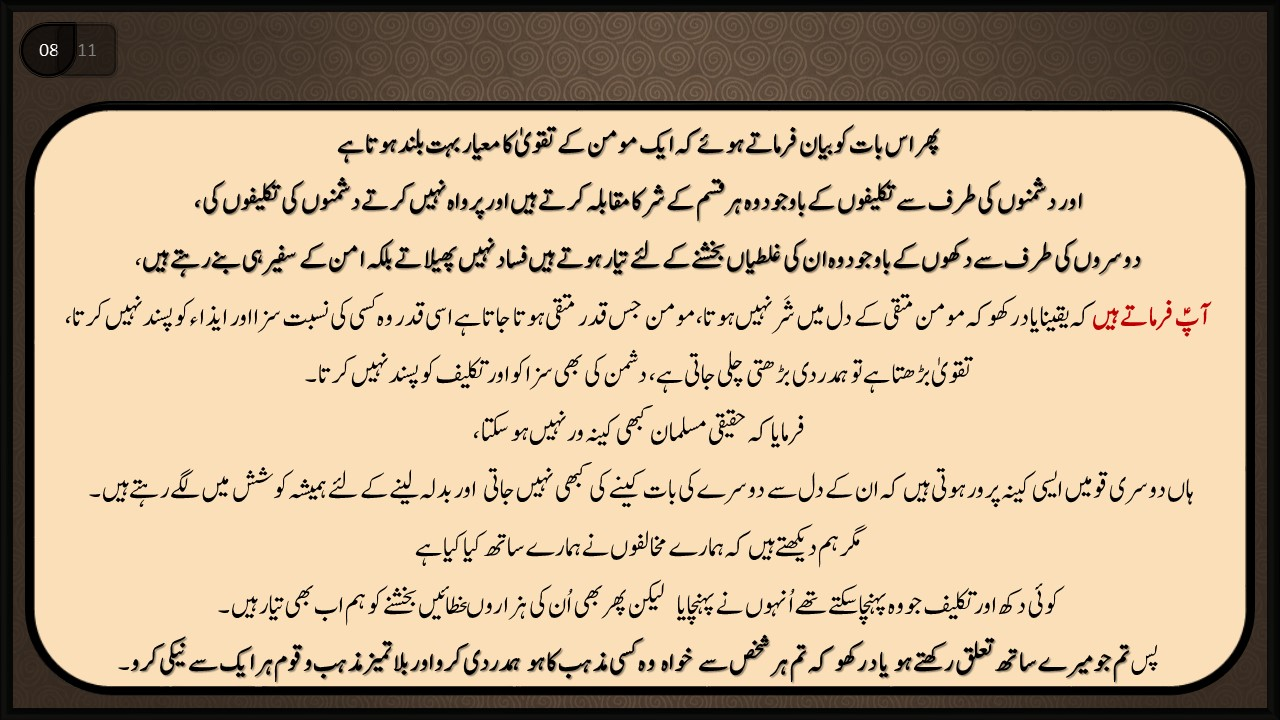 08 11
پھر اس بات کو بیان فرماتے ہوئے کہ ایک مومن کے تقویٰ کا معیار بہت بلند ہوتا ہے
اور دشمنوں کی طرف سے تکلیفوں کے باوجود وہ ہر قسم کے شر کا مقابلہ کرتے ہیں اور پرواہ نہیں کرتے دشمنوں کی تکلیفوں کی،
دوسروں کی طرف سے دکھوں کے باوجود وہ ان کی غلطیاں بخشنے کے لئے تیار ہوتے ہیں فساد نہیں پھیلاتے بلکہ امن کے سفیر ہی بنے رہتے ہیں،
آپؑ فرماتے ہیں کہ یقینا یاد رکھو کہ مومن متقی کے دل میں شَر نہیں ہوتا، مومن جس قدر متقی ہوتا جاتا ہے اسی قدر وہ کسی کی نسبت سزا اور ایذاء کو پسند نہیں کرتا،
تقویٰ بڑھتا ہے تو ہمدردی بڑھتی چلی جاتی ہے، دشمن کی بھی سزا کو اور تکلیف کو پسند نہیں کرتا۔
فرمایا کہ حقیقی مسلمان کبھی کینہ ور نہیں ہو سکتا،
ہاں دوسری قومیں ایسی کینہ پرور ہوتی ہیں کہ ان کے دل سے دوسرے کی بات کینے کی کبھی نہیں جاتی اور بدلہ لینے کے لئے ہمیشہ کوشش میں لگے رہتے ہیں۔
مگر ہم دیکھتے ہیں کہ ہمارے مخالفوں نے ہمارے ساتھ کیا کیا ہے
کوئی دکھ اور تکلیف جو وہ پہنچا سکتے تھے اُنہوں نے پہنچایا لیکن پھر بھی اُن کی ہزاروں خطائیں بخشنے کو ہم اب بھی تیار ہیں۔
پس تم جو میرے ساتھ تعلق رکھتے ہو یاد رکھو کہ تم ہر شخص سے خواہ وہ کسی مذہب کا ہو ہمدردی کرو اور بلا تمیز مذہب و قوم ہر ایک سے نیکی کرو۔